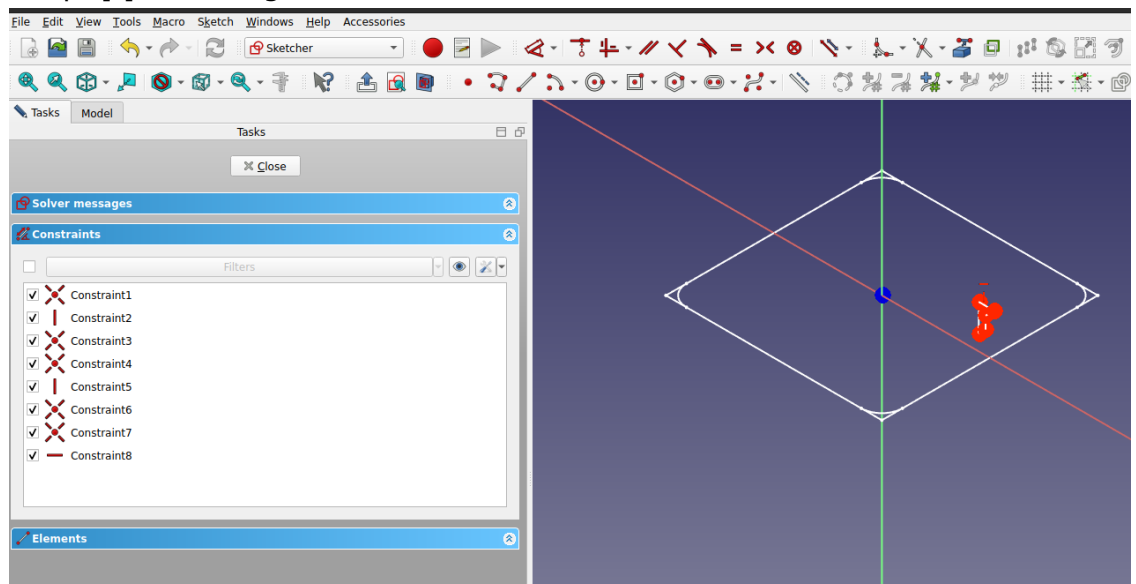 File Edit View Tools Macro Sketch Windows Help Accessories
Sketcher
Tasks Model
Tasks
Close
Solver messages
Constraints
Filters
Constraint1
Constraint2
Constraint3
Constraint4
Constraint5
Constraint6
Constraint7
Constraint8
Elements